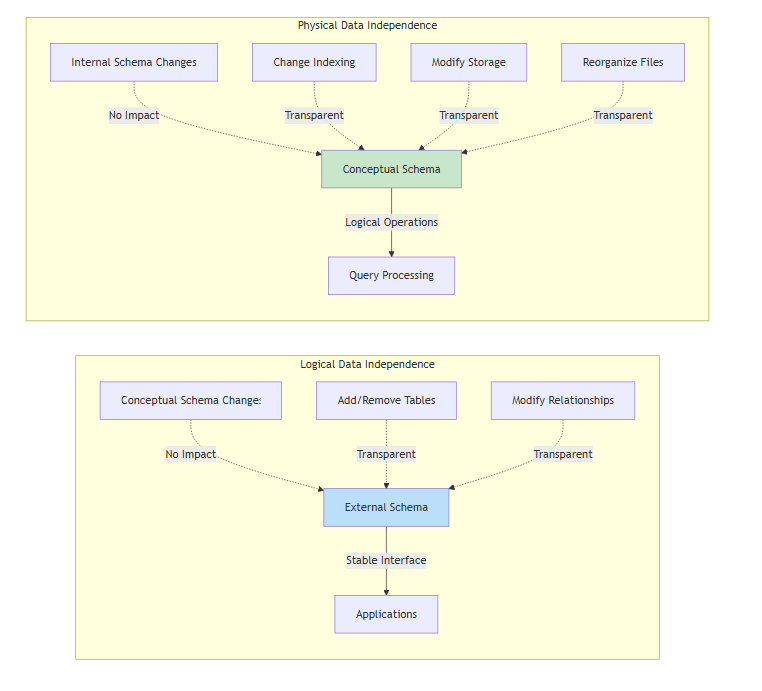 Physical Data Independence
Internal Schema Changes
Change Indexing
Modify Storage
Reorganize Files
No Impact
Transparent
Transparent
Transparent
Conceptual Schema
Logical Operations
Query Processing
Logical Data Independence
Conceptual Schema Changes
Add/Remove Tables
Modify Relationships
No Impact
Transparent
Transparent
External Schema
Stable Interface
Applications